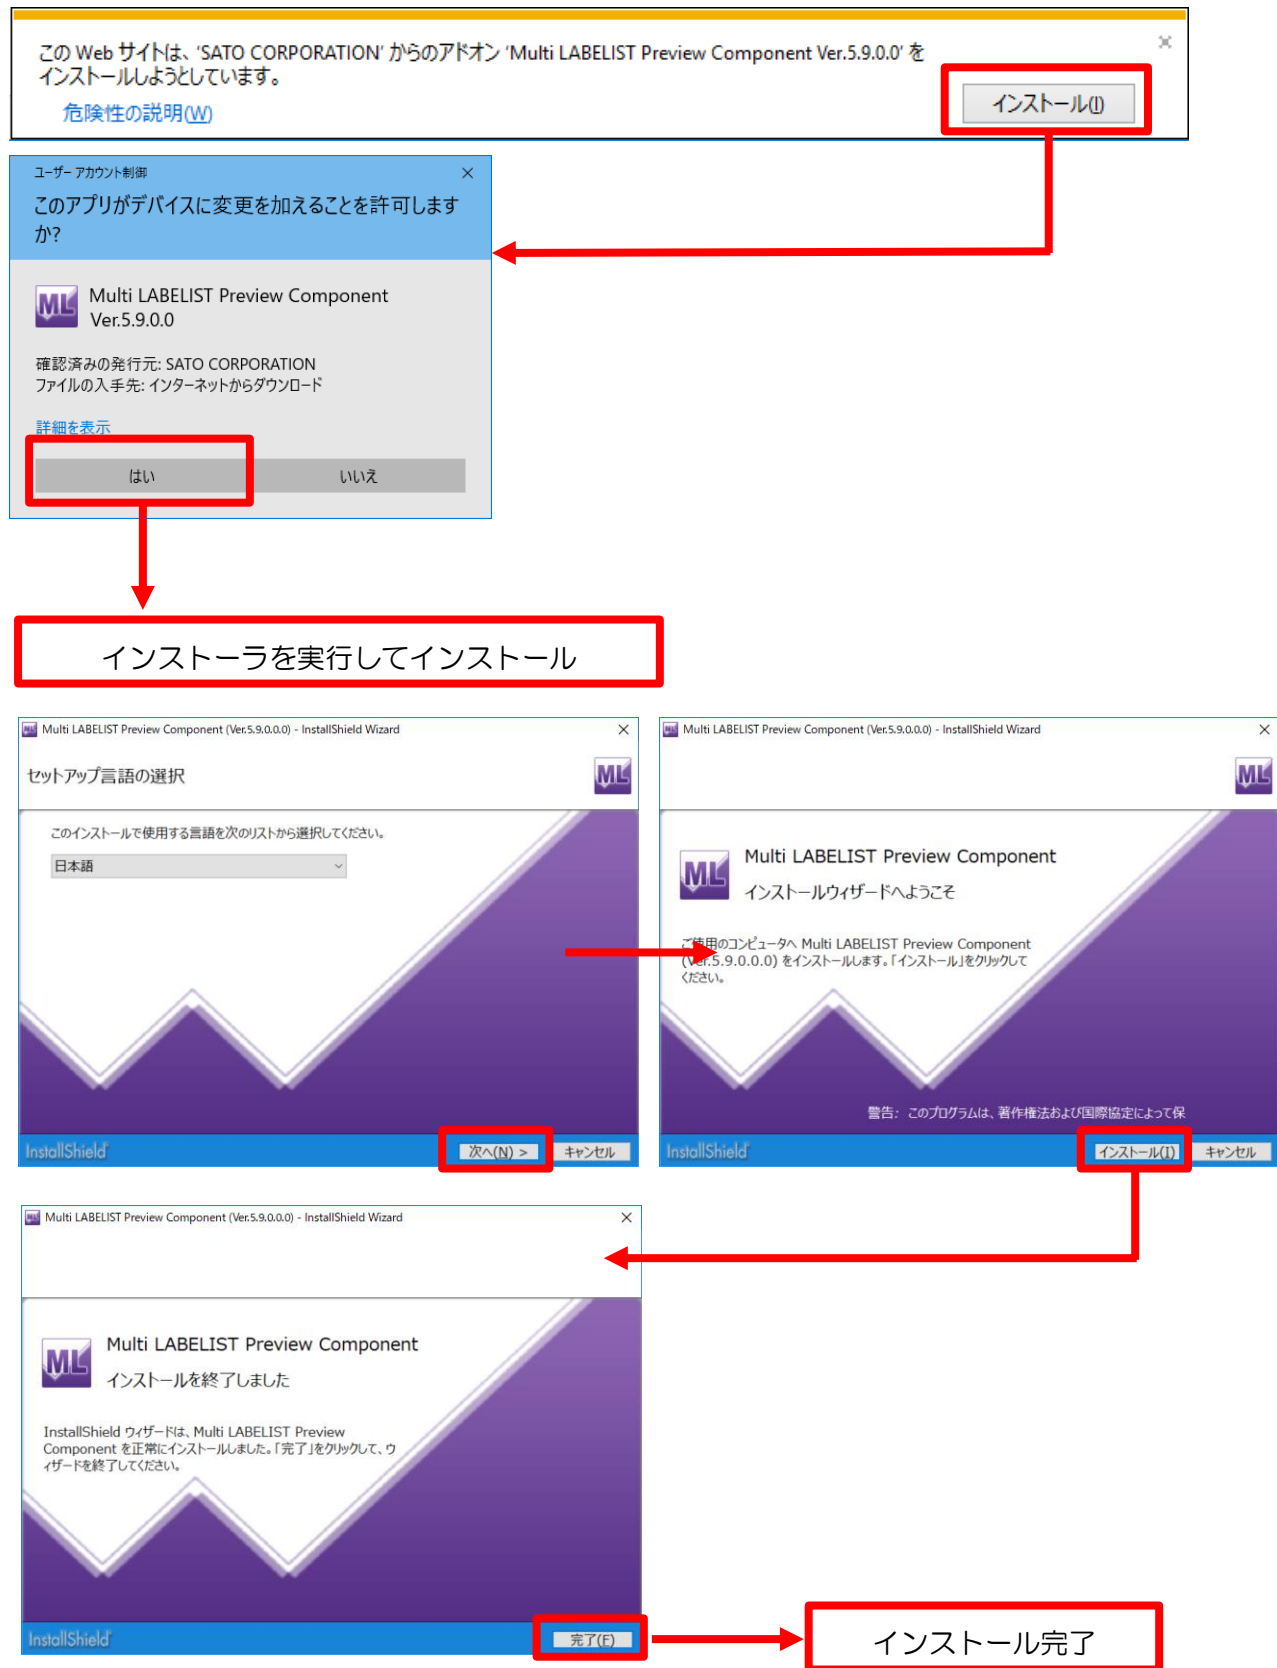 この Web サイトは、'SATO CORPORATION' からのアドオン 'Multi LABELIST Preview Component Ver.5.9.0.0' を
インストールしようとしています。
危険性の説明(W)
インストール(I)
ユーザー アカウント制御
このアプリがデバイスに変更を加えることを許可します
か?
ML
Multi LABELIST Preview Component
Ver.5.9.0.0
確認済みの発行元: SATO CORPORATION
ファイルの入手先: インターネットからダウンロード
詳細を表示
はい
いいえ
インストーラを実行してインストール
Multi LABELIST Preview Component (Ver.5.9.0.0.0) - InstallShield Wizard
セットアップ言語の選択
ML
このインストールで使用する言語を次のリストから選択してください。
日本語
InstallShield
次へ(N) >
キャンセル
Multi LABELIST Preview Component (Ver.5.9.0.0.0) - InstallShield Wizard
ML
ML
Multi LABELIST Preview Component
インストールウィザードへようこそ
ご使用のコンピュータへ Multi LABELIST Preview Component
(Ver.5.9.0.0.0) をインストールします。「インストール」をクリックして
ください。
警告: このプログラムは、著作権法および国際協定によって保
InstallShield
インストール(I)
キャンセル
Multi LABELIST Preview Component (Ver.5.9.0.0.0) - InstallShield Wizard
ML
Multi LABELIST Preview Component
インストールを終了しました
InstallShield ウィザードは、Multi LABELIST Preview
Component を正常にインストールしました。「完了」をクリックして、ウ
ィザードを終了してください。
InstallShield
完了(F)
インストール完了